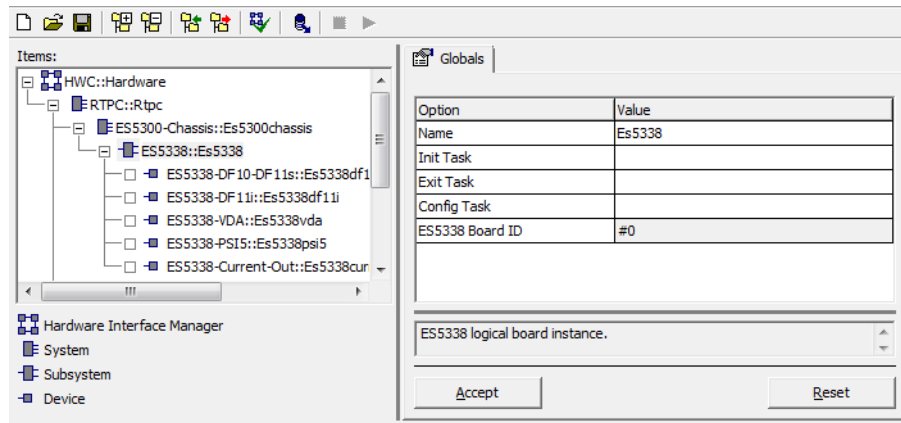 Items:
HWC::Hardware
RTPC::Rtpc
ES5300-Chassis::Es5300chassis
ES5338::Es5338
ES5338-DF10-DF11s::Es5338df1
ES5338-DF11i::Es5338df11i
ES5338-VDA::Es5338vda
ES5338-PSI5::Es5338psi5
ES5338-Current-Out::Es5338curr
Hardware Interface Manager
System
Subsystem
Device
Globals
Option Value
Name Es5338
Init Task
Exit Task
Config Task
ES5338 Board ID #0
ES5338 logical board instance.
Accept Reset